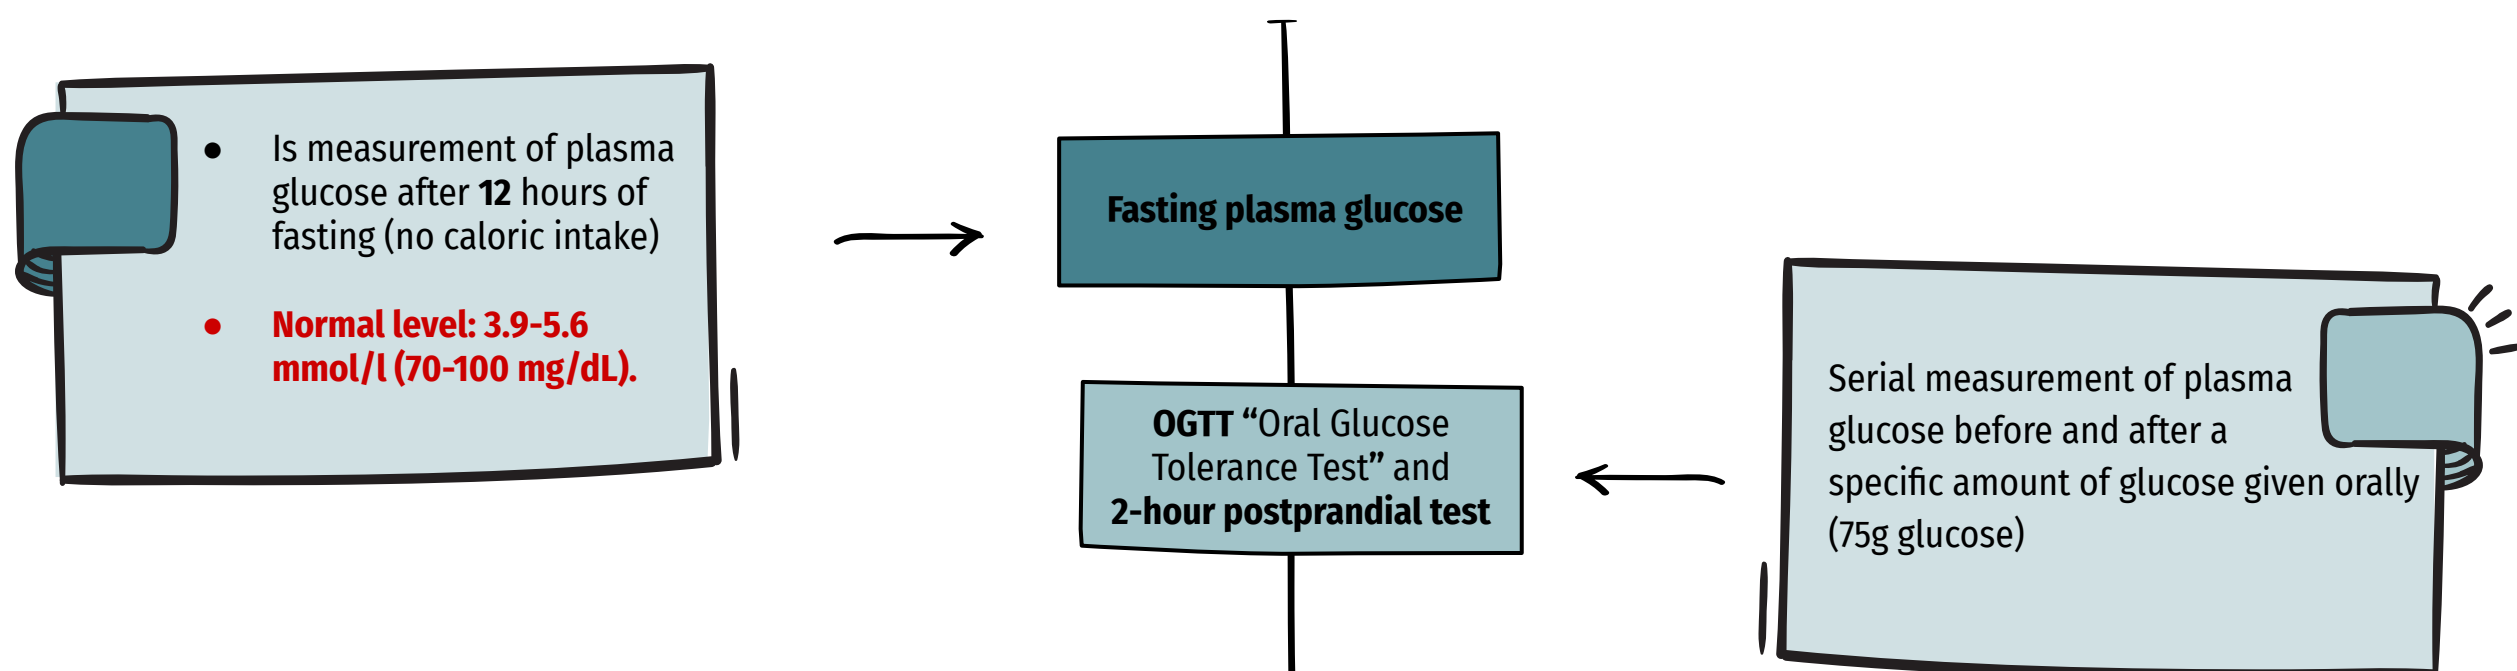 • Is measurement of plasma
glucose after 12 hours of
fasting (no caloric intake)
• Normal level: 3.9-5.6
mmol/l (70-100 mg/dL).
Fasting plasma glucose
OGTT “Oral Glucose
Tolerance Test” and
2-hour postprandial test
Serial measurement of plasma
glucose before and after a
specific amount of glucose given orally
(75g glucose)